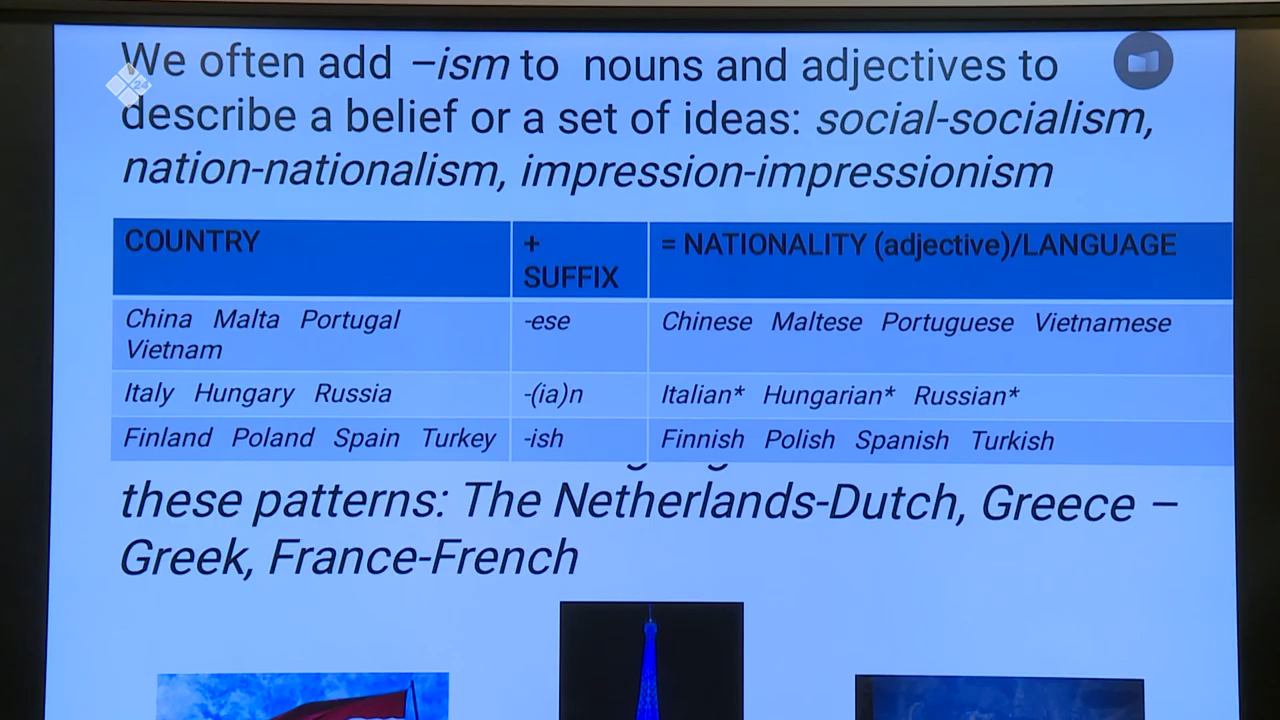 We often add –ism to nouns and adjectives to
describe a belief or a set of ideas: social-socialism,
nation-nationalism, impression-impressionism
COUNTRY + SUFFIX = NATIONALITY (adjective)/LANGUAGE
China Malta Portugal Vietnam -ese Chinese Maltese Portuguese Vietnamese
Italy Hungary Russia -(ia)n Italian* Hungarian* Russian*
Finland Poland Spain Turkey -ish Finnish Polish Spanish Turkish
these patterns: The Netherlands-Dutch, Greece –
Greek, France-French
24